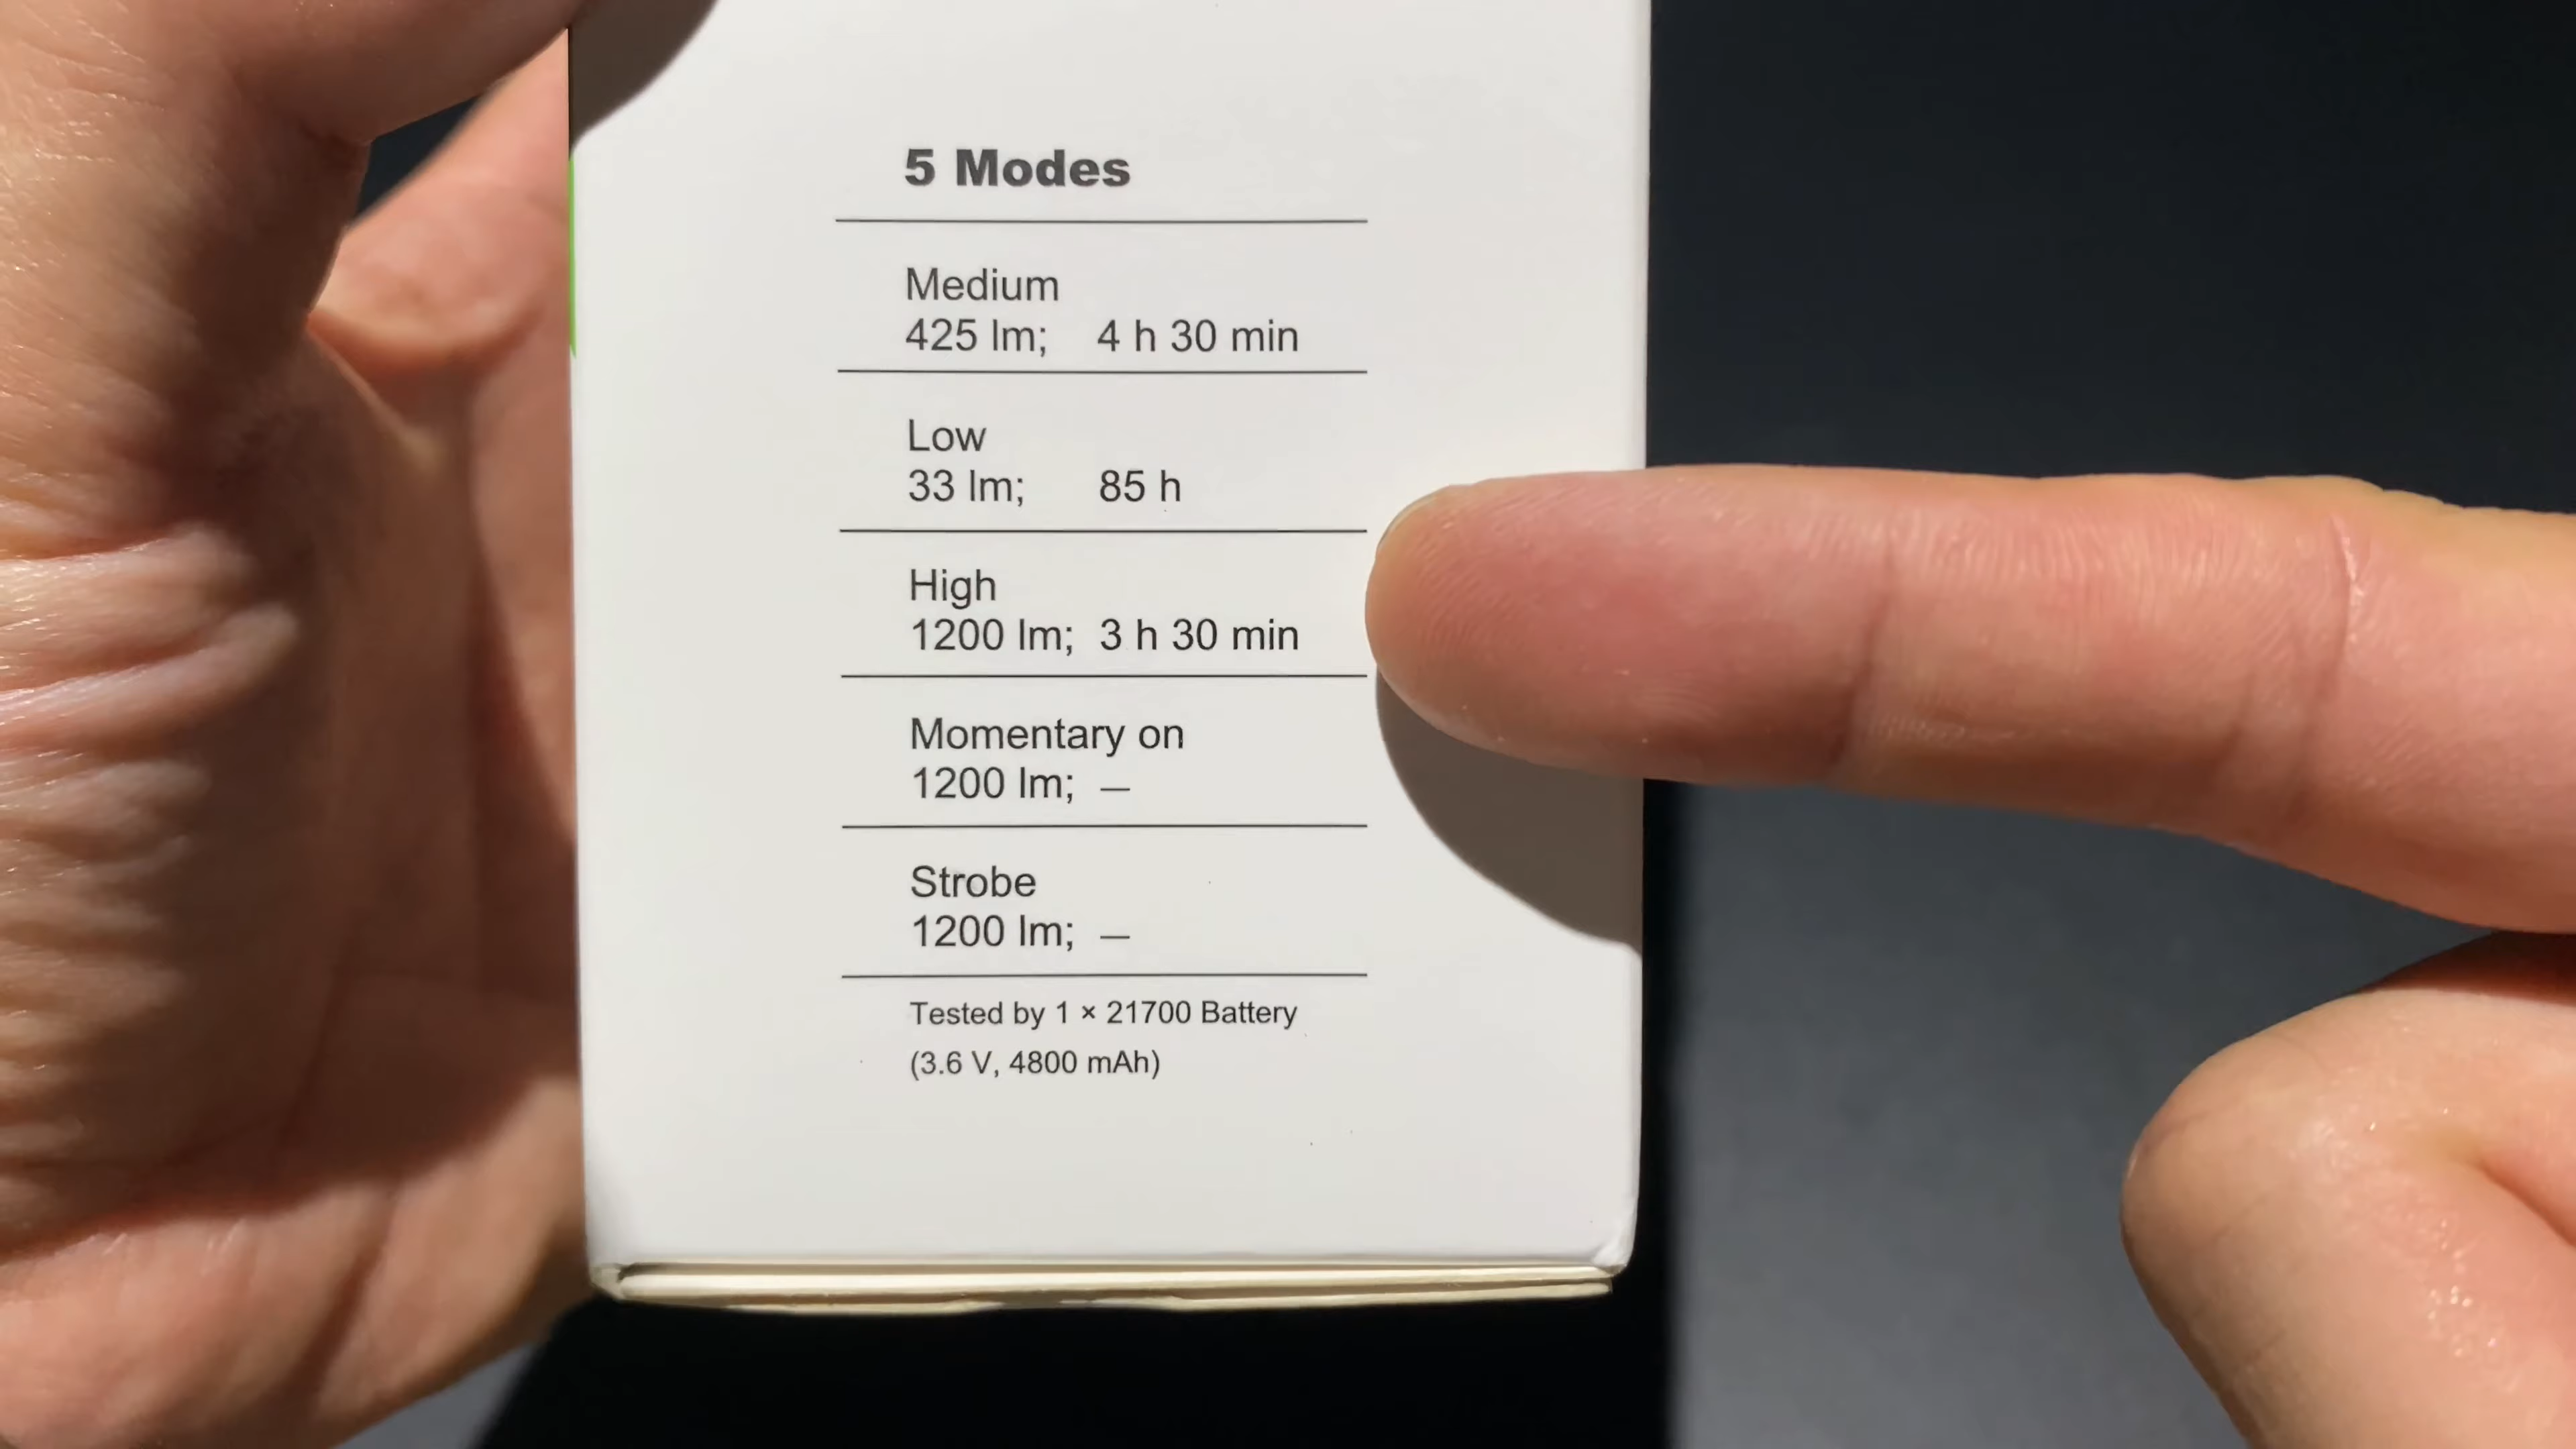 5 Modes
Medium
425 lm; 4 h 30 min
Low
33 lm; 85 h
High
1200 lm; 3 h 30 min
Momentary on
1200 lm; —
Strobe
1200 lm; —
Tested by 1 × 21700 Battery
(3.6 V, 4800 mAh)